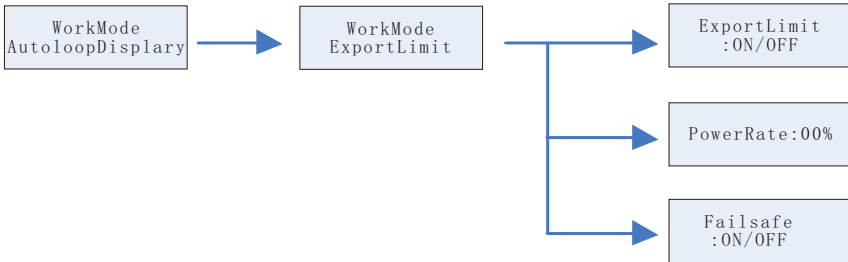 WorkMode
AutoloopDisplary
WorkMode
ExportLimit
ExportLimit
:ON/OFF
PowerRate:00%
Failsafe
:ON/OFF